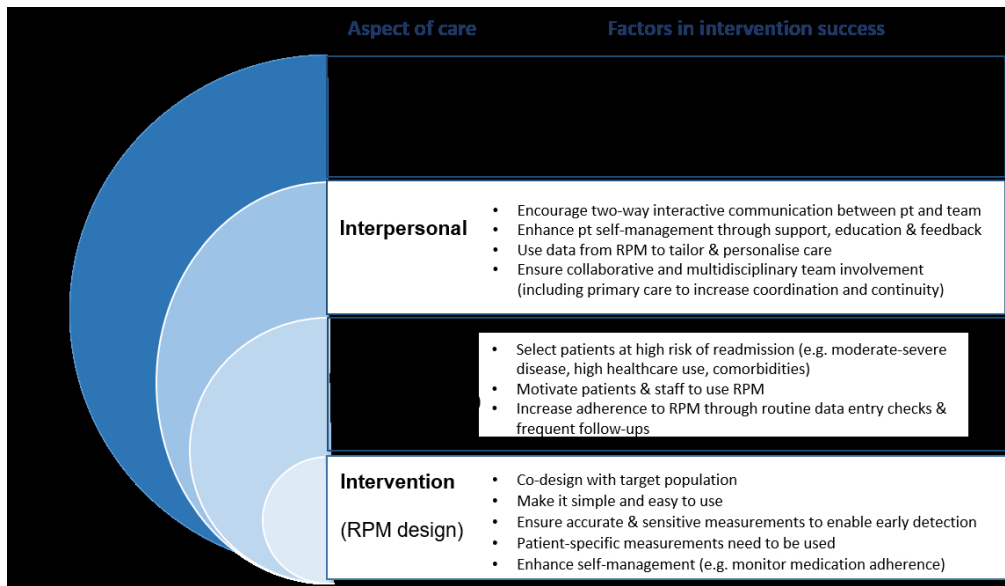 Aspect of care
Factors in intervention success
Interpersonal
• Encourage two-way interactive communication between pt and team
• Enhance pt self-management through support, education & feedback
• Use data from RPM to tailor & personalise care
• Ensure collaborative and multidisciplinary team involvement
(including primary care to increase coordination and continuity)
• Select patients at high risk of readmission (e.g. moderate-severe
disease, high healthcare use, comorbidities)
• Motivate patients & staff to use RPM
• Increase adherence to RPM through routine data entry checks &
frequent follow-ups
Intervention
(RPM design)
• Co-design with target population
• Make it simple and easy to use
• Ensure accurate & sensitive measurements to enable early detection
• Patient-specific measurements need to be used
• Enhance self-management (e.g. monitor medication adherence)